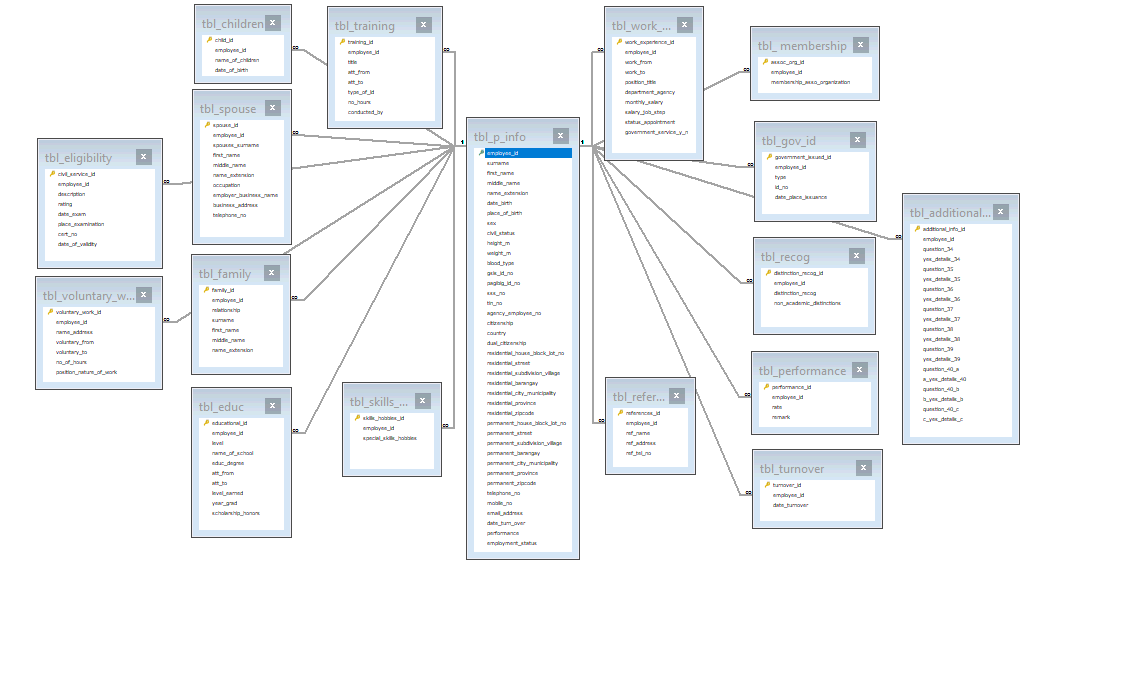 tbl_children
child_id
employee_id
name_of_children
date_of_birth
tbl_training
training_id
employee_id
title
att_from
att_to
type_of_id
no_hours
conducted_by
tbl_work_...
work_experience_id
employee_id
work_from
work_to
position_title
department_agency
monthly_salary
salary_job_step
status_appointment
government_service_y_n
tbl_ membership
assoc_org_id
employee_id
membership_asso_organization
tbl_spouse
spouse_id
employee_id
spouses_surname
first_name
middle_name
name_extension
occupation
employer_business_name
business_address
telephone_no
tbl_eligibility
civil_service_id
employee_id
description
rating
date_exam
place_examination
cert_no
date_of_validity
tbl_p_info
employee_id
surname
first_name
middle_name
name_extension
date_birth
place_of_birth
sex
civil_status
height_m
weight_m
blood_type
gsis_id_no
pagibig_id_no
sss_no
tin_no
agency_employee_no
citizenship
country
dual_citizenship
residential_house_block_lot_no
residential_street
residential_subdivision_village
residential_barangay
residential_city_municipality
residential_province
residential_zipcode
permanent_house_block_lot_no
permanent_street
permanent_subdivision_village
permanent_barangay
permanent_city_municipality
permanent_province
permanent_zipcode
telephone_no
mobile_no
email_address
date_turn_over
performance
employment_status
tbl_gov_id
government_issued_id
employee_id
type
id_no
date_place_issuance
tbl_additional...
additional_info_id
employee_id
question_34
yes_details_34
question_35
yes_details_35
question_36
yes_details_36
question_37
yes_details_37
question_38
yes_details_38
question_39
yes_details_39
question_40_a
a_yes_details_40
question_40_b
b_yes_details_b
question_40_c
c_yes_details_c
tbl_voluntary_w...
voluntary_work_id
employee_id
name_address
voluntary_from
voluntary_to
no_of_hours
position_nature_of_work
tbl_family
family_id
employee_id
relationship
surname
first_name
middle_name
name_extension
tbl_recog
distinction_recog_id
employee_id
distinction_recog
non_academic_distinctions
tbl_educ
educational_id
employee_id
level
name_of_school
educ_degree
att_from
att_to
level_earned
year_grad
scholarship_honors
tbl_skills_...
skills_hobbies_id
employee_id
special_skills_hobbies
tbl_refer...
references_id
employee_id
ref_name
ref_address
ref_tel_no
tbl_performance
performance_id
employee_id
rate
remark
tbl_turnover
turnover_id
employee_id
date_turnover
1
1